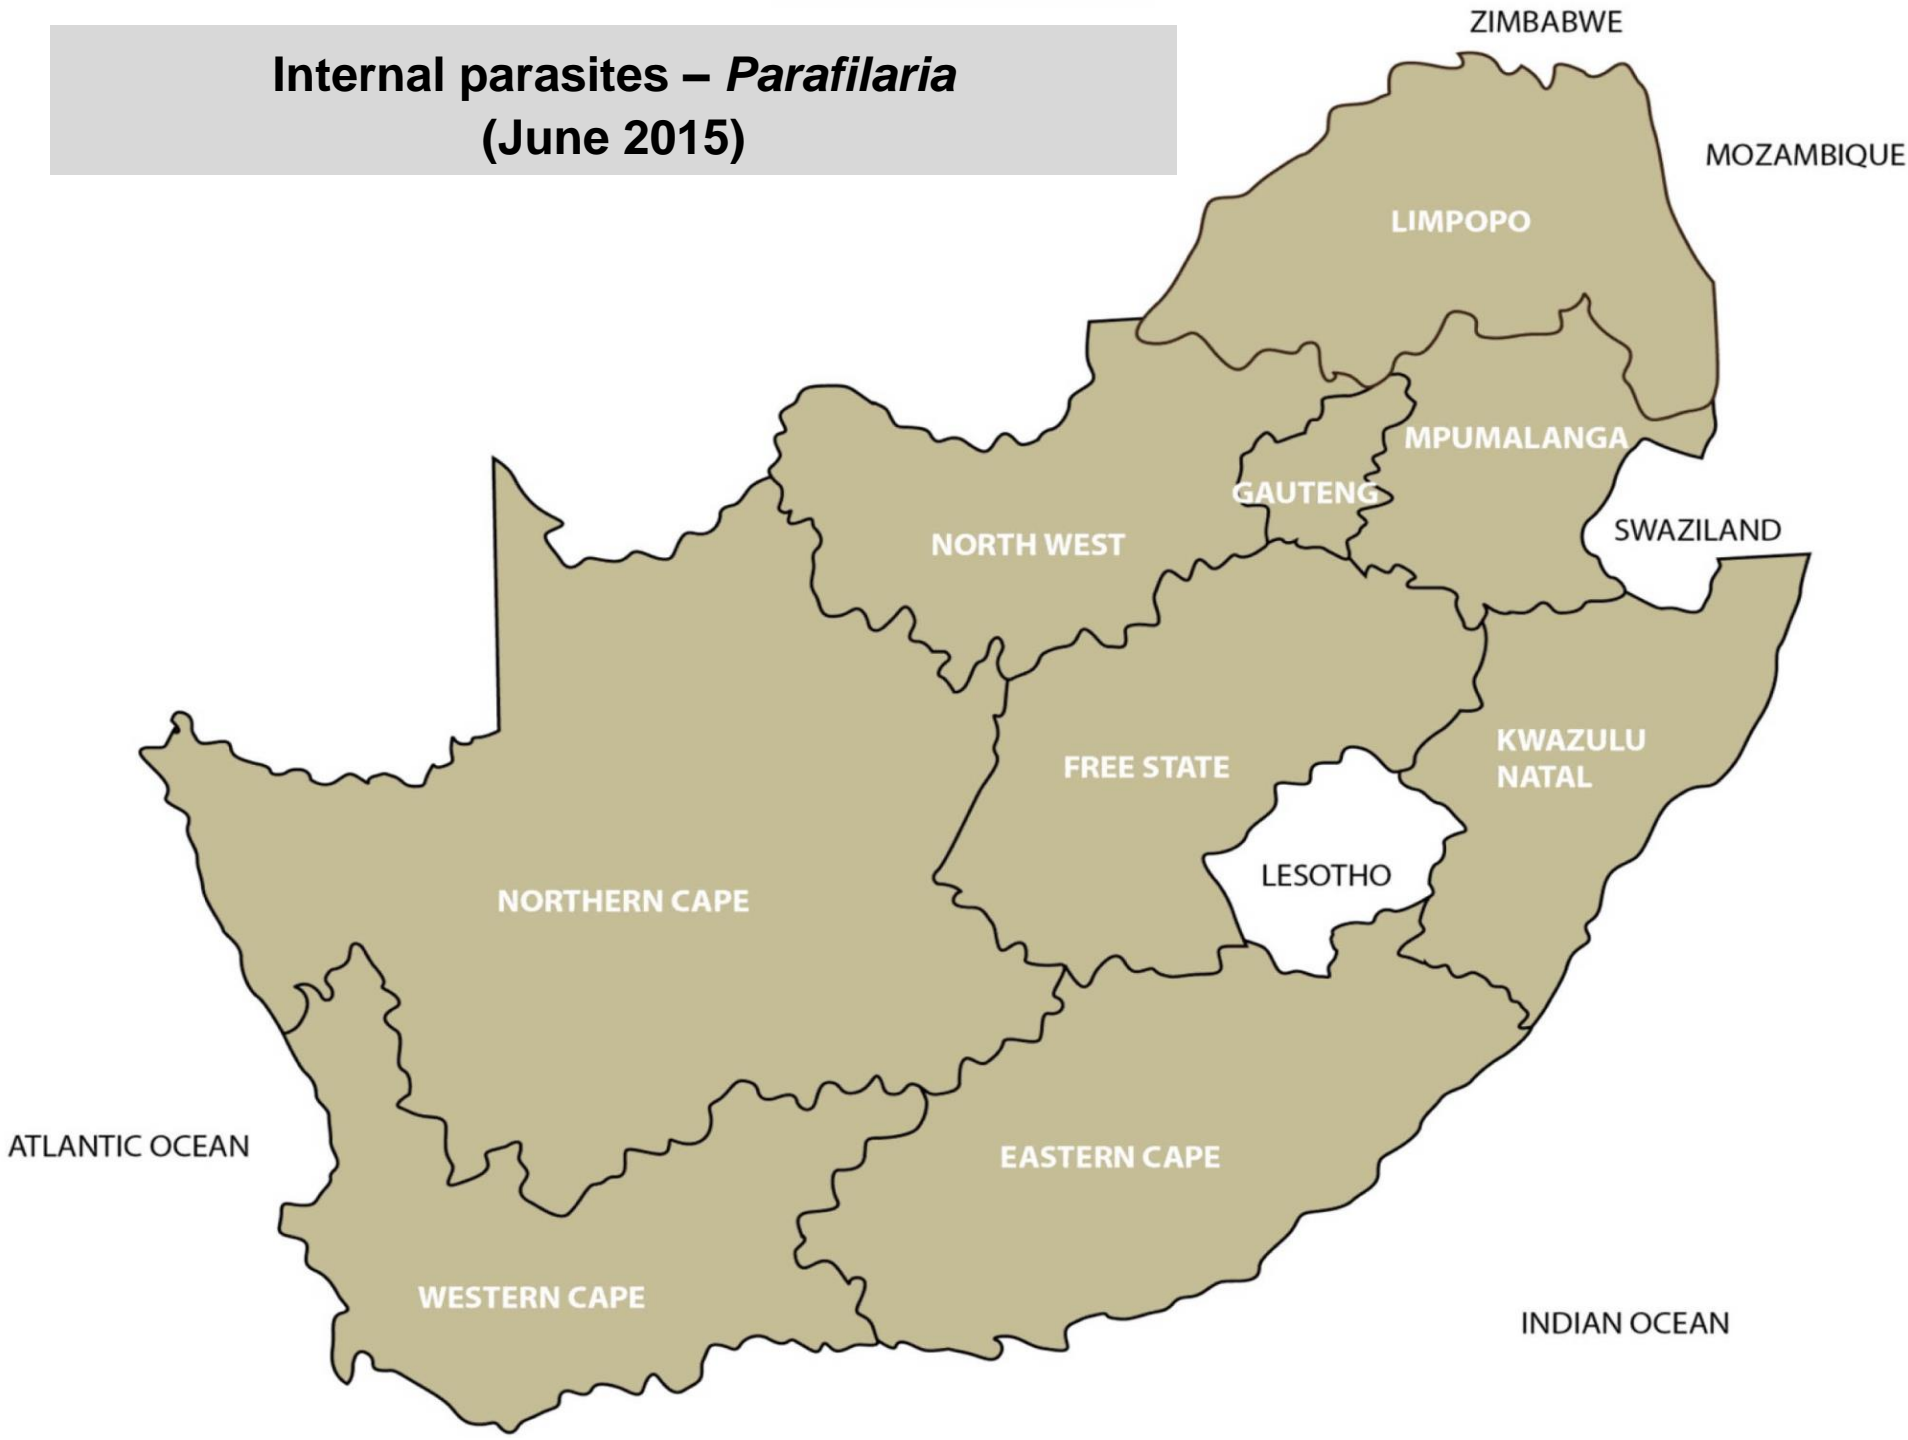 Internal parasites – Parafilaria
(June 2015)
ZIMBABWE
MOZAMBIQUE
LIMPOPO
MPUMALANGA
GAUTENG
SWAZILAND
NORTH WEST
KWAZULU
NATAL
FREE STATE
LESOTHO
NORTHERN CAPE
ATLANTIC OCEAN
EASTERN CAPE
WESTERN CAPE
INDIAN OCEAN